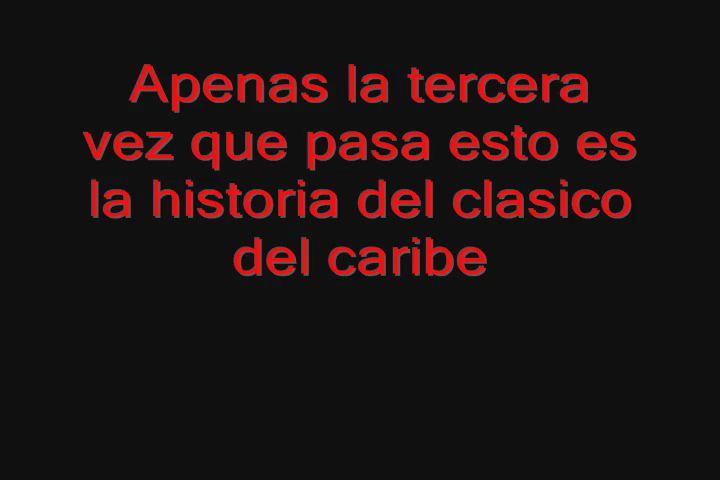 Apenas la tercera
vez que pasa esto es
la historia del clasico
del caribe